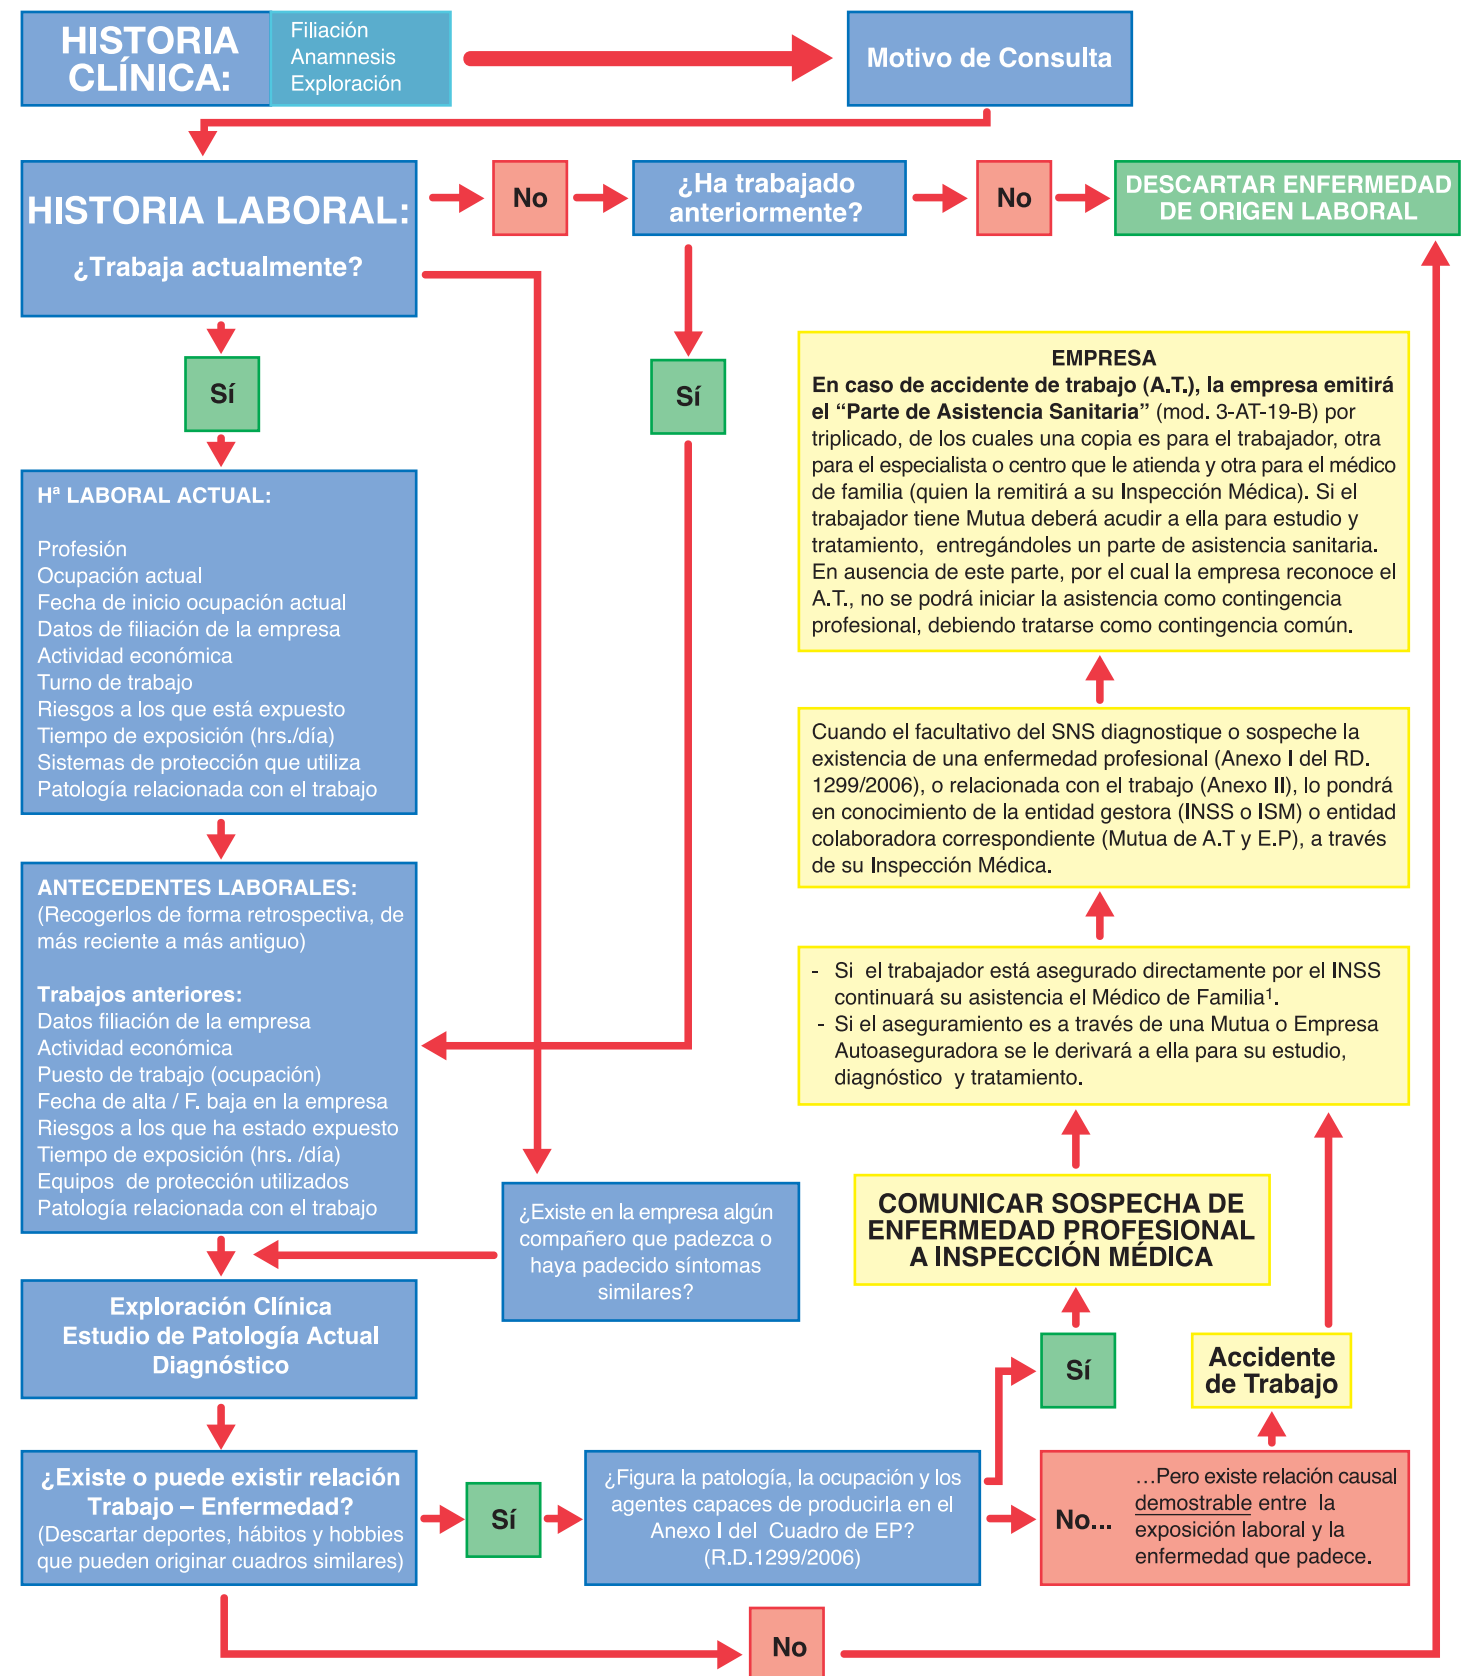 HISTORIA
CLÍNICA:
Filiación
Anamnesis
Exploración
Motivo de Consulta
HISTORIA LABORAL:
¿Trabaja actualmente?
No
¿Ha trabajado
anteriormente?
No
DESCARTAR ENFERMEDAD
DE ORIGEN LABORAL
Sí
Sí
Hª LABORAL ACTUAL:
Profesión
Ocupación actual
Fecha de inicio ocupación actual
Datos de filiación de la empresa
Actividad económica
Turno de trabajo
Riesgos a los que está expuesto
Tiempo de exposición (hrs./día)
Sistemas de protección que utiliza
Patología relacionada con el trabajo
ANTECEDENTES LABORALES:
(Recogerlos de forma retrospectiva, de
más reciente a más antiguo)
Trabajos anteriores:
Datos filiación de la empresa
Actividad económica
Puesto de trabajo (ocupación)
Fecha de alta / F. baja en la empresa
Riesgos a los que ha estado expuesto
Tiempo de exposición (hrs. /día)
Equipos de protección utilizados
Patología relacionada con el trabajo
EMPRESA
En caso de accidente de trabajo (A.T.), la empresa emitirá
el “Parte de Asistencia Sanitaria” (mod. 3-AT-19-B) por
triplicado, de los cuales una copia es para el trabajador, otra
para el especialista o centro que le atienda y otra para el médico
de familia (quien la remitirá a su Inspección Médica). Si el
trabajador tiene Mutua deberá acudir a ella para estudio y
tratamiento, entregándoles un parte de asistencia sanitaria.
En ausencia de este parte, por el cual la empresa reconoce el
A.T., no se podrá iniciar la asistencia como contingencia
profesional, debiendo tratarse como contingencia común.
Cuando el facultativo del SNS diagnostique o sospeche la
existencia de una enfermedad profesional (Anexo I del RD.
1299/2006), o relacionada con el trabajo (Anexo II), lo pondrá
en conocimiento de la entidad gestora (INSS o ISM) o entidad
colaboradora correspondiente (Mutua de A.T y E.P), a través
de su Inspección Médica.
- Si el trabajador está asegurado directamente por el INSS
continuará su asistencia el Médico de Familia¹.
- Si el aseguramiento es a través de una Mutua o Empresa
Autoaseguradora se le derivará a ella para su estudio,
diagnóstico y tratamiento.
¿Existe en la empresa algún
compañero que padezca o
haya padecido síntomas
similares?
COMUNICAR SOSPECHA DE
ENFERMEDAD PROFESIONAL
A INSPECCIÓN MÉDICA
Exploración Clínica
Estudio de Patología Actual
Diagnóstico
Sí
Accidente
de Trabajo
¿Existe o puede existir relación
Trabajo – Enfermedad?
(Descartar deportes, hábitos y hobbies
que pueden originar cuadros similares)
Sí
¿Figura la patología, la ocupación y los
agentes capaces de producirla en el
Anexo I del Cuadro de EP?
(R.D.1299/2006)
No...
…Pero existe relación causal
demostrable entre la
exposición laboral y la
enfermedad que padece.
No